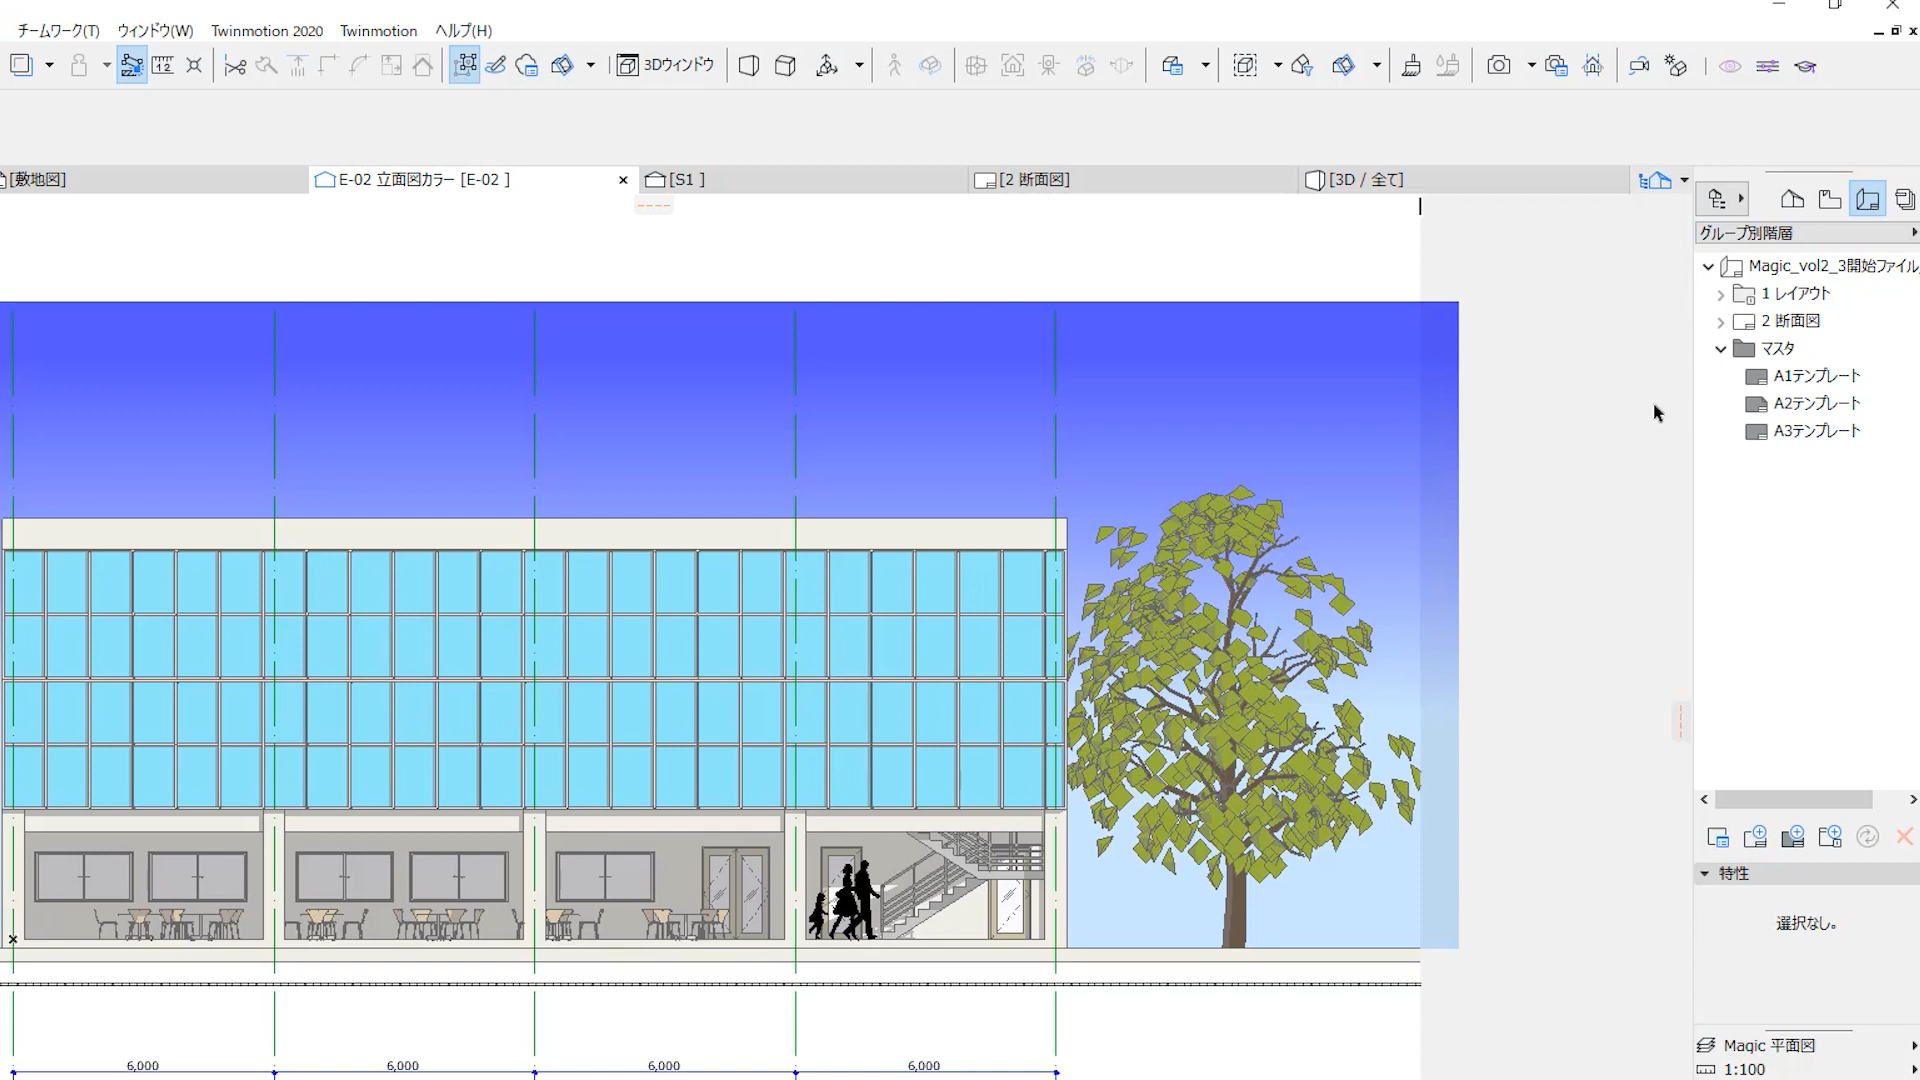 チームワーク(T) ウィンドウ(W) Twinmotion 2020 Twinmotion ヘルプ(H)
3Dウィンドウ
[敷地図] E-02 立面図カラー [E-02 ] [S1 ] [2 断面図] [3D / 全て]
グループ別階層
Magic_vol2_3開始ファイル
1 レイアウト
2 断面図
マスタ
A1テンプレート
A2テンプレート
A3テンプレート
特性
選択なし。
Magic 平面図
1:100
6,000 6,000 6,000 6,000